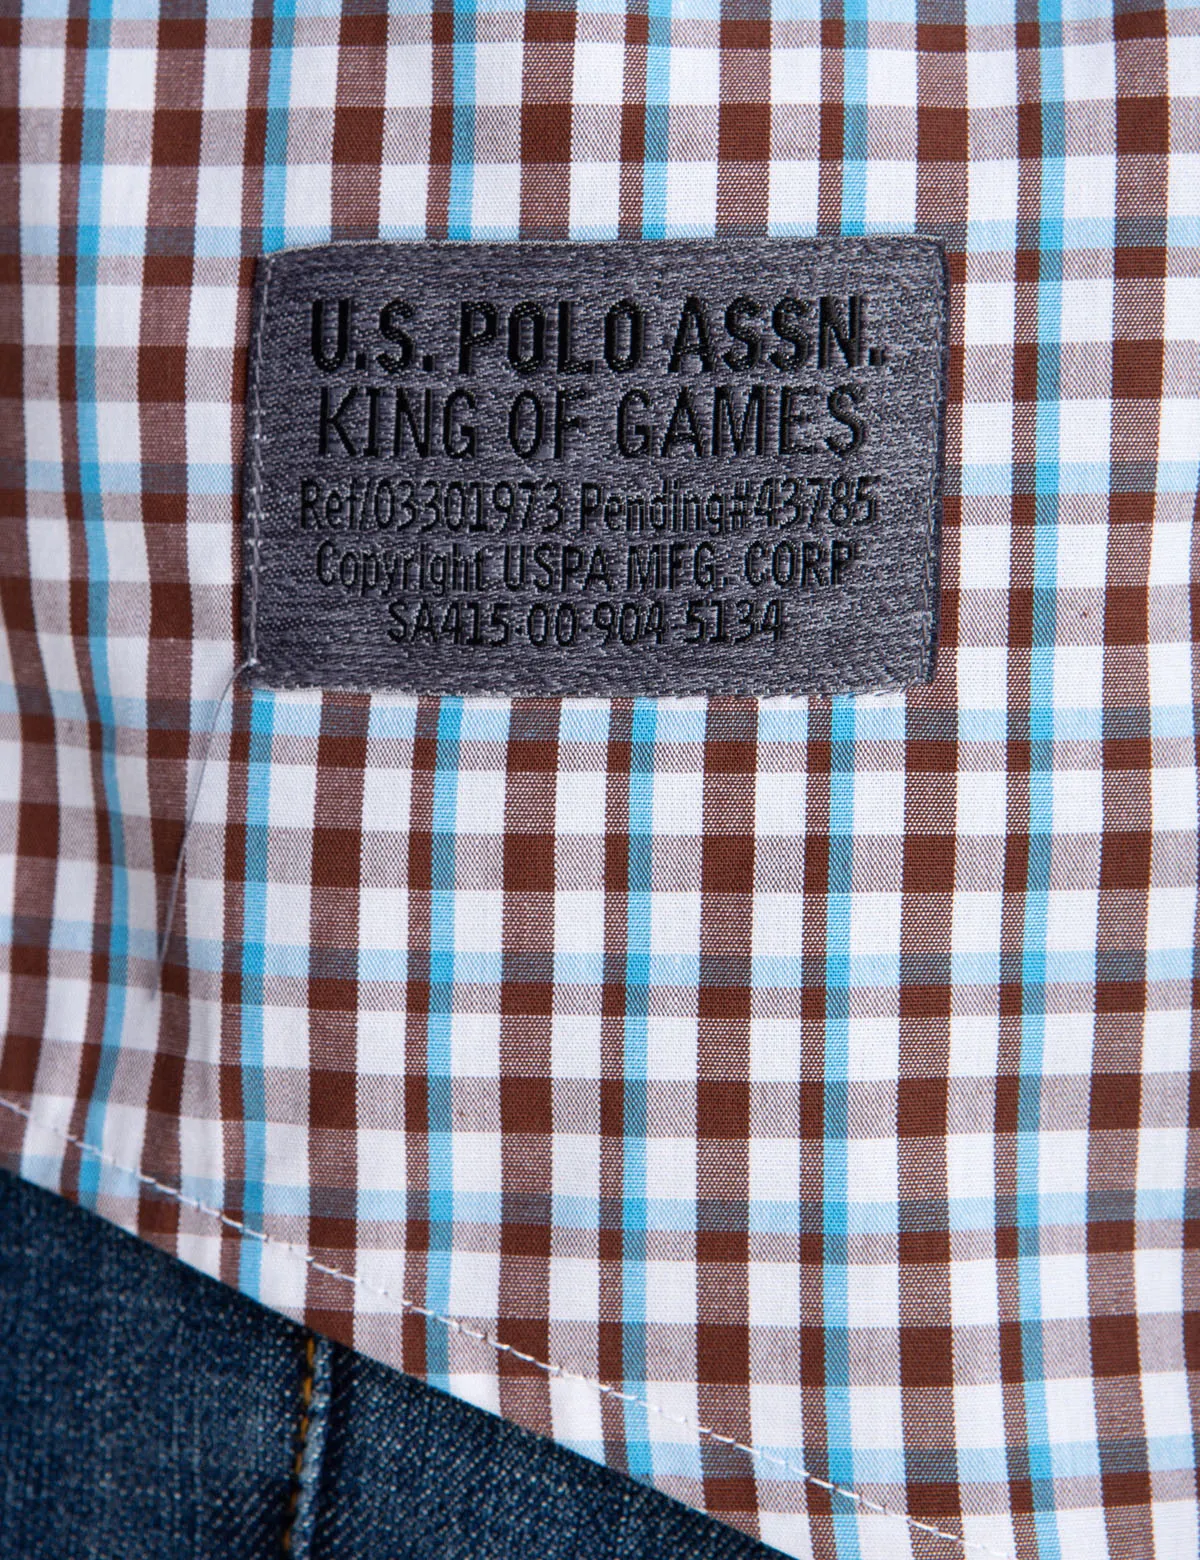 U.S. POLO ASSN.
KING OF GAMES
Ref/03301973 Pending#43785
Copyright USPA MFG. CORP
SA415-00-904-5134